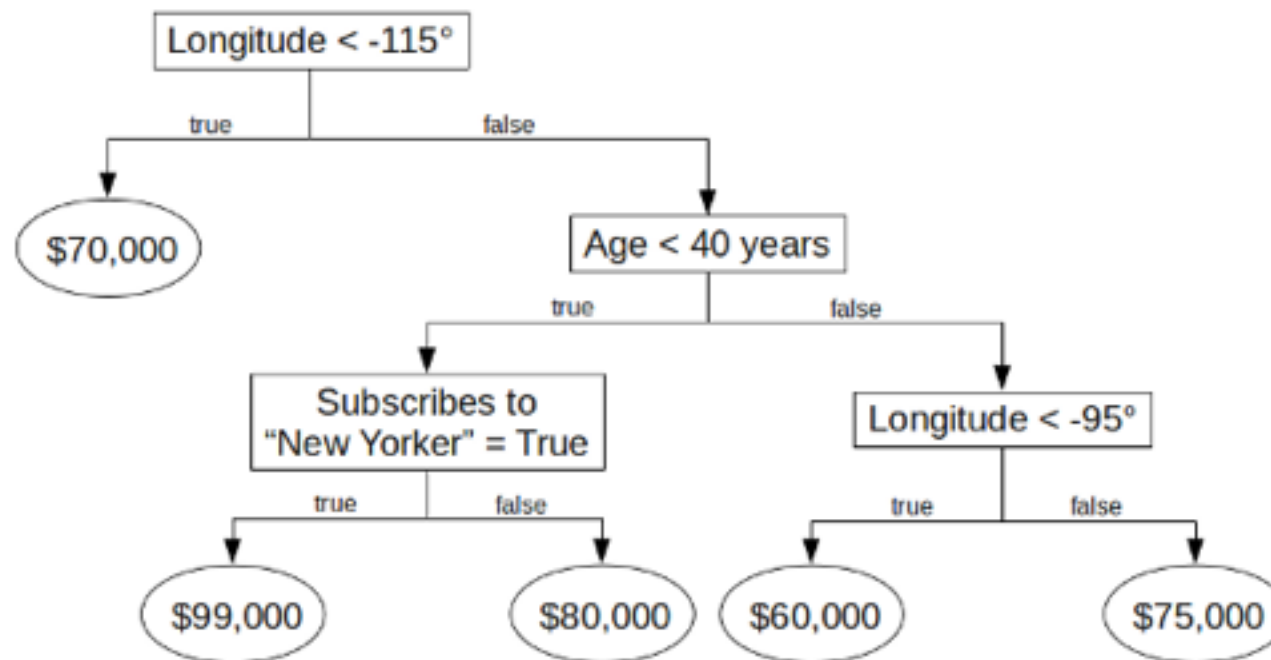 Longitude < -115°
true
false
$70,000
Age < 40 years
true
false
Subscribes to
“New Yorker” = True
Longitude < -95º
true
false
true
false
$99,000
$80,000
$60,000
$75,000